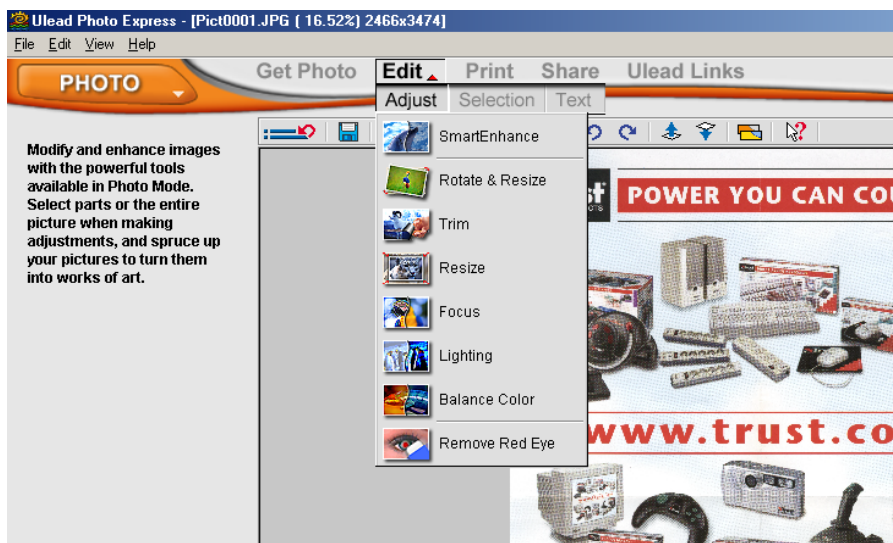 Ulead Photo Express - [Pict0001.JPG ( 16.52%) 2466x3474]
File Edit View Help
PHOTO
Get Photo Edit Print Share Ulead Links
Adjust Selection Text
Modify and enhance images
with the powerful tools
available in Photo Mode.
Select parts or the entire
picture when making
adjustments, and spruce up
your pictures to turn them
into works of art.
SmartEnhance
Rotate & Resize
Trim
Resize
Focus
Lighting
Balance Color
Remove Red Eye
POWER YOU CAN COU
www.trust.co